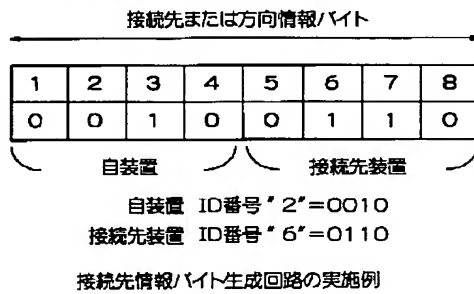 接続先または方向情報バイト
1 2 3 4 5 6 7 8
0 0 1 0 0 1 1 0
自装置 接続先装置
自装置 ID番号〝2〞=0010
接続先装置 ID番号〝6〞=0110
接続先情報バイト生成回路の実施例